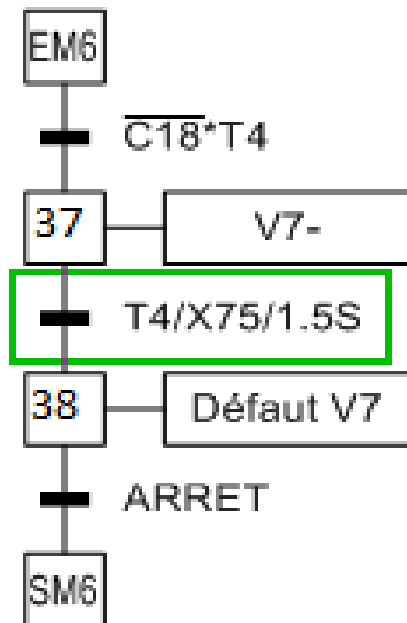 EM6
C18*T4
37 V7-
T4/X75/1.5S
38 Défaut V7
ARRET
SM6